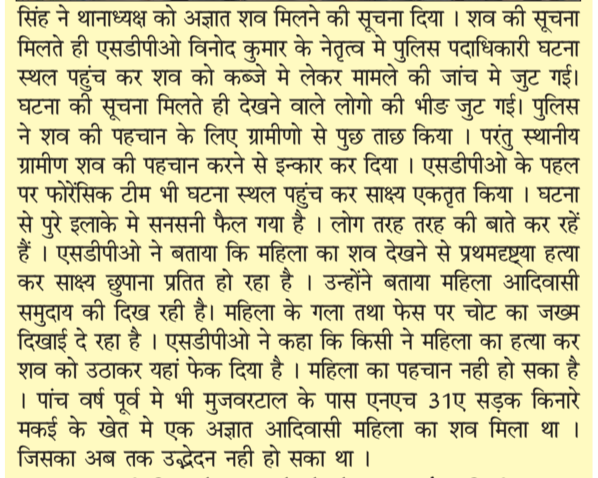 सिंह ने थानाध्यक्ष को अज्ञात शव मिलने की सूचना दिया । शव की सूचना
मिलते ही एसडीपीओ विनोद कुमार के नेतृत्व मे पुलिस पदाधिकारी घटना
स्थल पहुंच कर शव को कब्जे मे लेकर मामले की जांच मे जुट गई।
घटना की सूचना मिलते ही देखने वाले लोगो की भीङ जुट गई। पुलिस
ने शव की पहचान के लिए ग्रामीणो से पुछ ताछ किया । परंतु स्थानीय
ग्रामीण शव की पहचान करने से इन्कार कर दिया । एसडीपीओ के पहल
पर फोरेंसिक टीम भी घटना स्थल पहुंच कर साक्ष्य एकतृत किया । घटना
से पुरे इलाके मे सनसनी फैल गया है । लोग तरह तरह की बाते कर रहें
हैं । एसडीपीओ ने बताया कि महिला का शव देखने से प्रथमदृष्ट्या हत्या
कर साक्ष्य छुपाना प्रतित हो रहा है । उन्होंने बताया महिला आदिवासी
समुदाय की दिख रही है। महिला के गला तथा फेस पर चोट का जख्म
दिखाई दे रहा है । एसडीपीओ ने कहा कि किसी ने महिला का हत्या कर
शव को उठाकर यहां फेक दिया है । महिला का पहचान नही हो सका है
। पांच वर्ष पूर्व मे भी मुजवरटाल के पास एनएच 31ए सड़क किनारे
मकई के खेत मे एक अज्ञात आदिवासी महिला का शव मिला था ।
जिसका अब तक उद्भेदन नही हो सका था ।